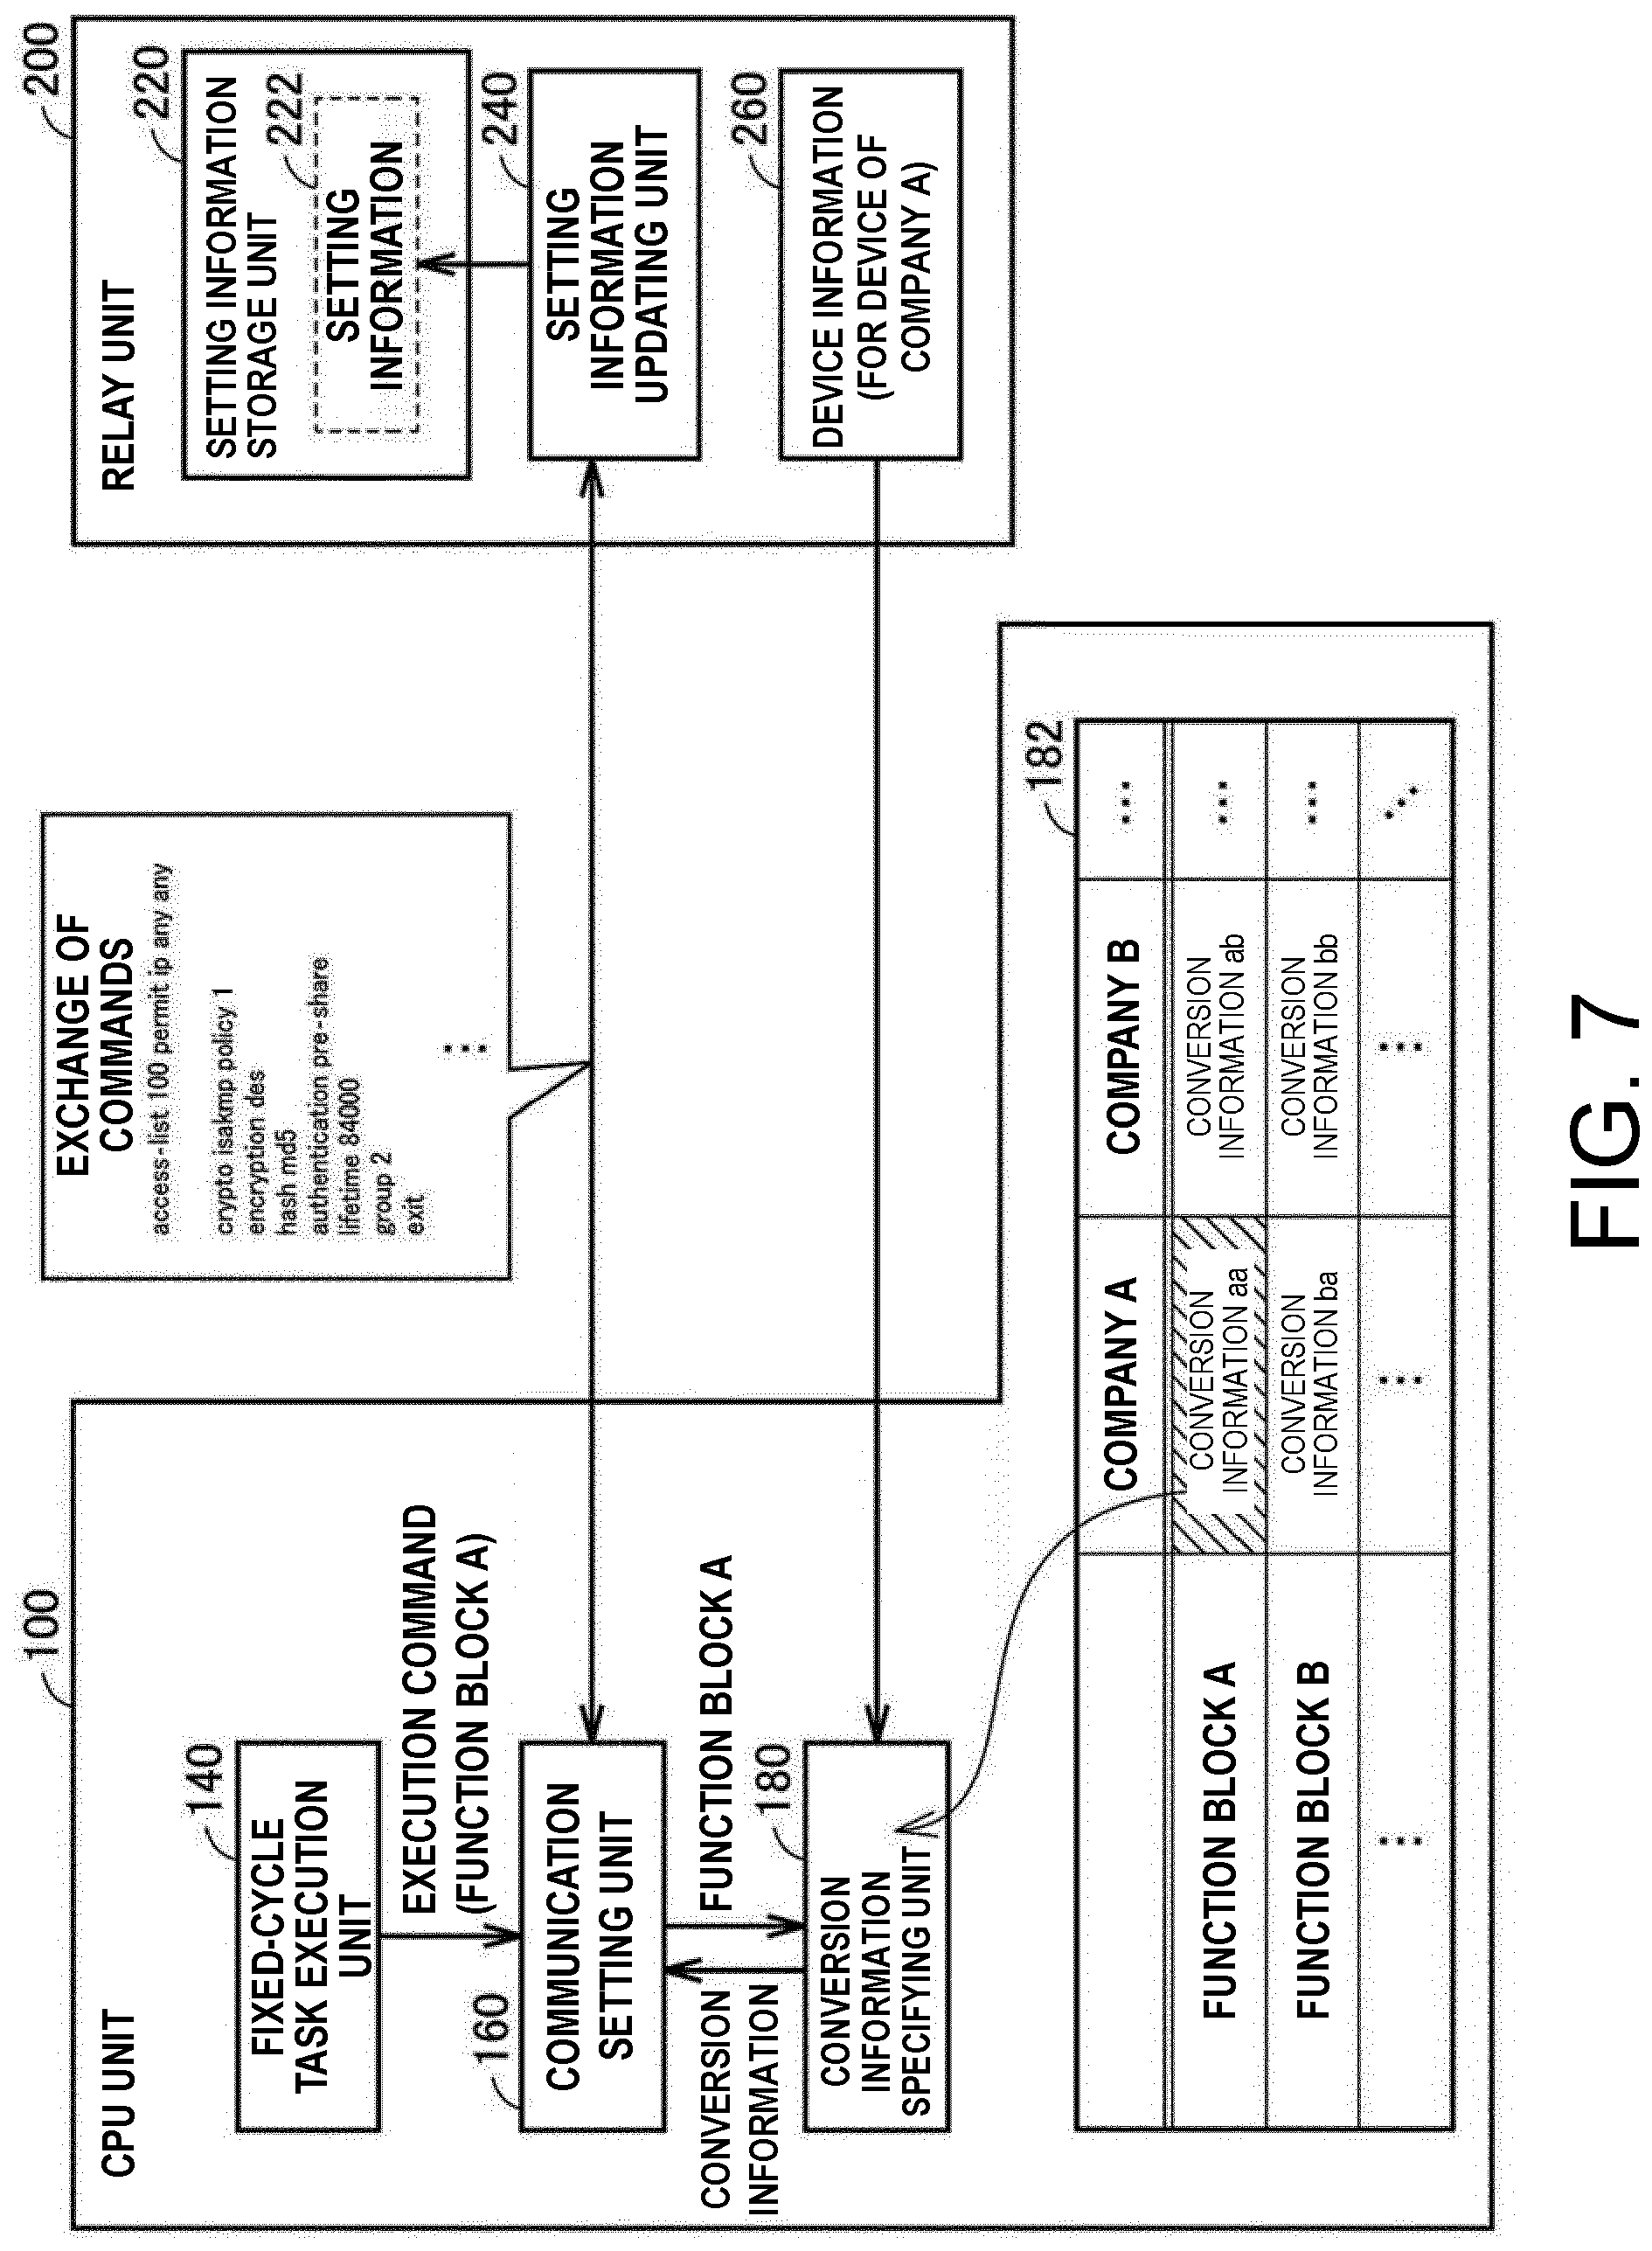 CPU UNIT
100
FIXED-CYCLE
TASK EXECUTION
UNIT
140
EXECUTION COMMAND
(FUNCTION BLOCK A)
160
COMMUNICATION
SETTING UNIT
CONVERSION
INFORMATION
FUNCTION BLOCK A
180
CONVERSION
INFORMATION
SPECIFYING UNIT
EXCHANGE OF
COMMANDS
access-list 100 permit ip any any
crypto isakmp policy 1
encryption des
hash md5
authentication pre-share
lifetime 84000
group 2
exit
...
RELAY UNIT
200
SETTING INFORMATION
STORAGE UNIT
220
222
SETTING
INFORMATION
240
SETTING
INFORMATION
UPDATING UNIT
260
DEVICE INFORMATION
(FOR DEVICE OF
COMPANY A)
182
COMPANY A
COMPANY B
...
FUNCTION BLOCK A
CONVERSION
INFORMATION aa
CONVERSION
INFORMATION ab
...
FUNCTION BLOCK B
CONVERSION
INFORMATION ba
CONVERSION
INFORMATION bb
...
...
...
...
...
FIG. 7